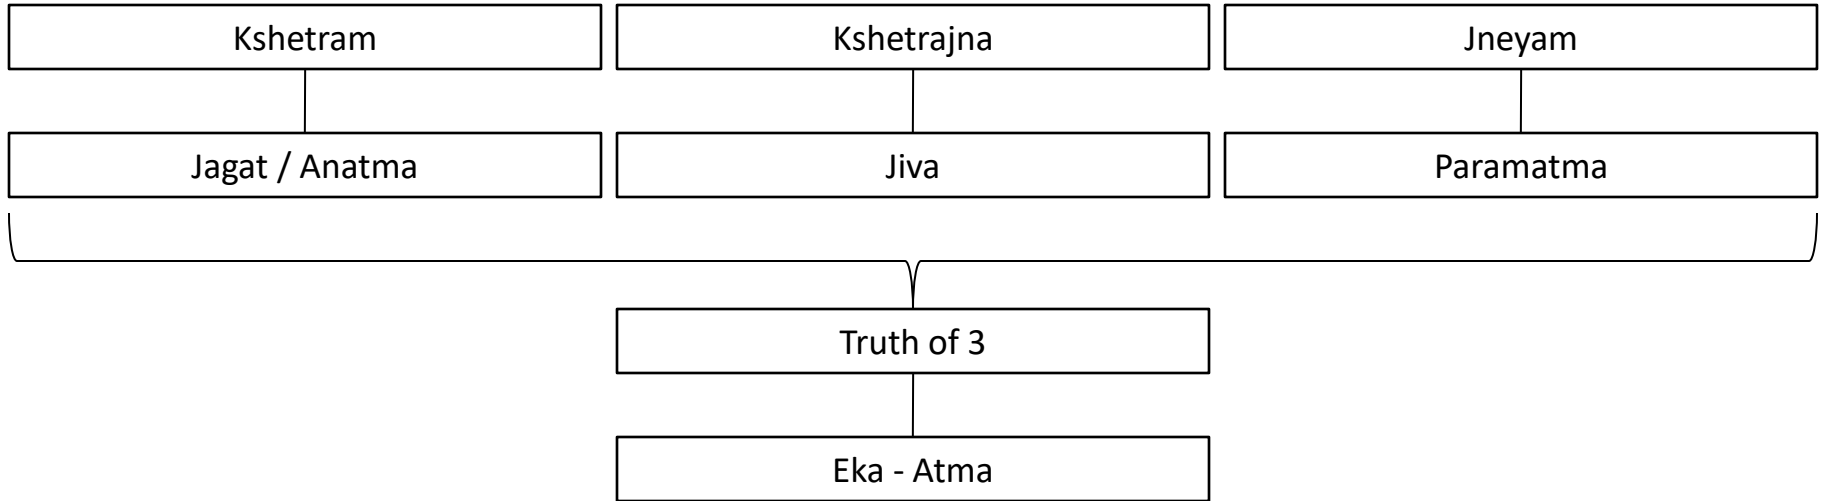 Kshetram
Kshetrajna
Jneyam
Jagat / Anatma
Jiva
Paramatma
Truth of 3
Eka - Atma